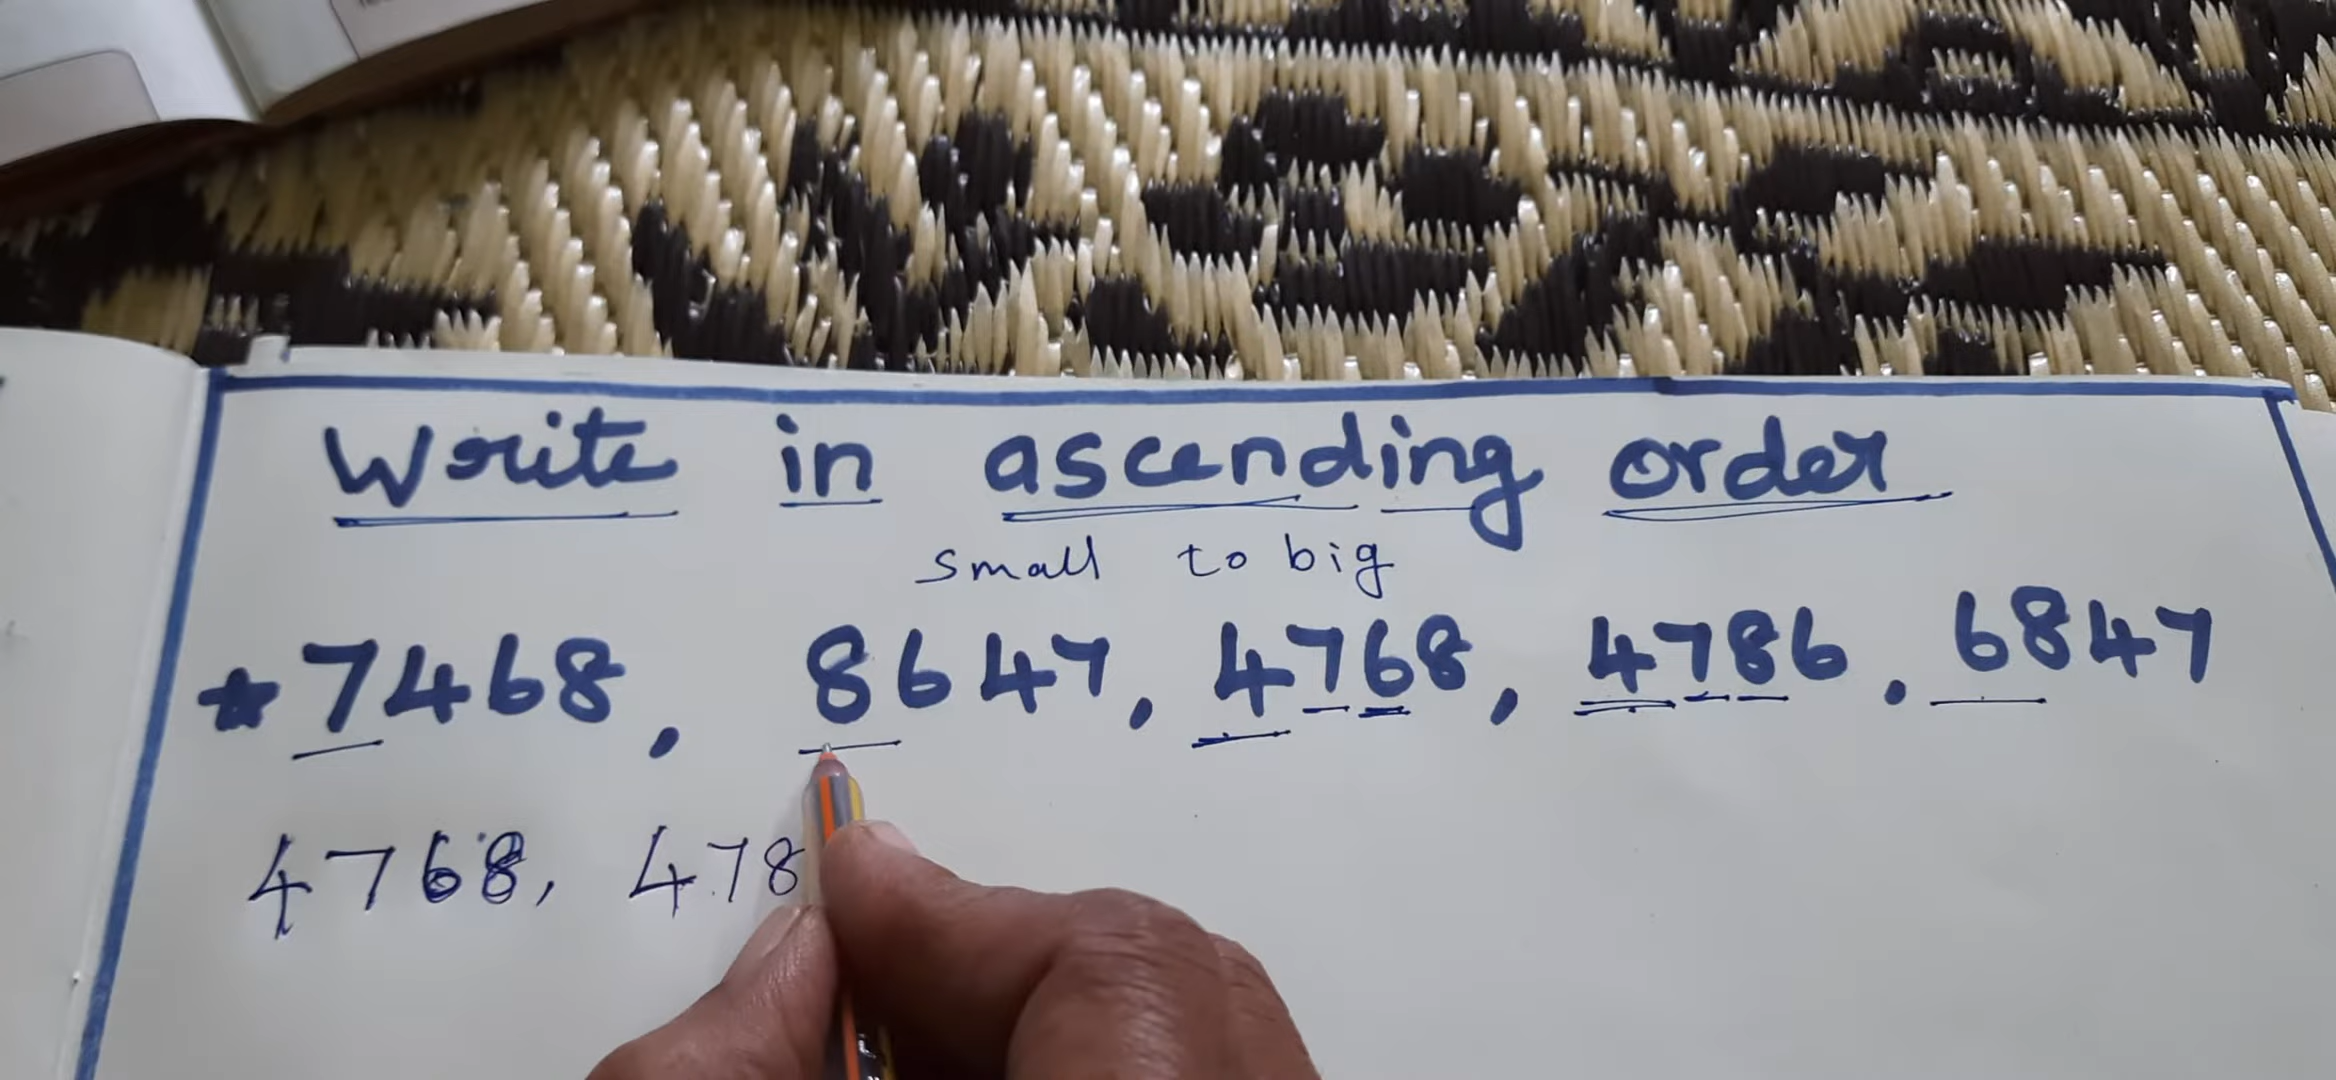 Write in ascending order
small to big
*7468, 8647, 4768, 4786, 6847
4768, 478